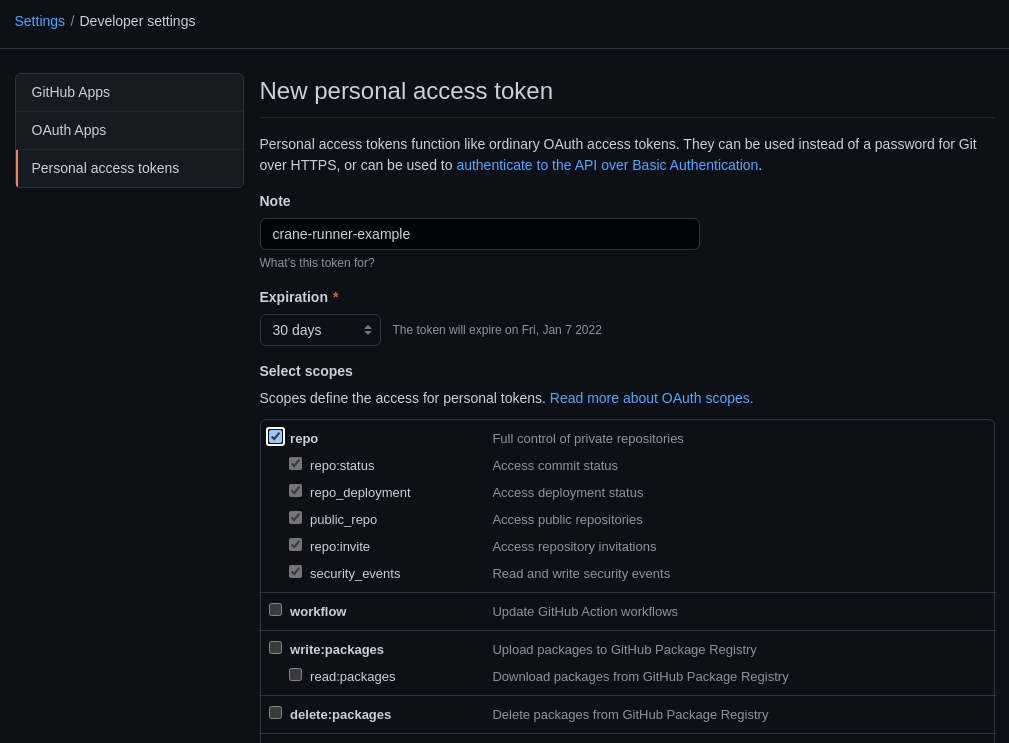 Settings / Developer settings
GitHub Apps
OAuth Apps
Personal access tokens
New personal access token
Personal access tokens function like ordinary OAuth access tokens. They can be used instead of a password for Git
over HTTPS, or can be used to authenticate to the API over Basic Authentication.
Note
crane-runner-example
What's this token for?
Expiration *
30 days The token will expire on Fri, Jan 7 2022
Select scopes
Scopes define the access for personal tokens. Read more about OAuth scopes.
repo Full control of private repositories
repo:status Access commit status
repo_deployment Access deployment status
public_repo Access public repositories
repo:invite Access repository invitations
security_events Read and write security events
workflow Update GitHub Action workflows
write:packages Upload packages to GitHub Package Registry
read:packages Download packages from GitHub Package Registry
delete:packages Delete packages from GitHub Package Registry